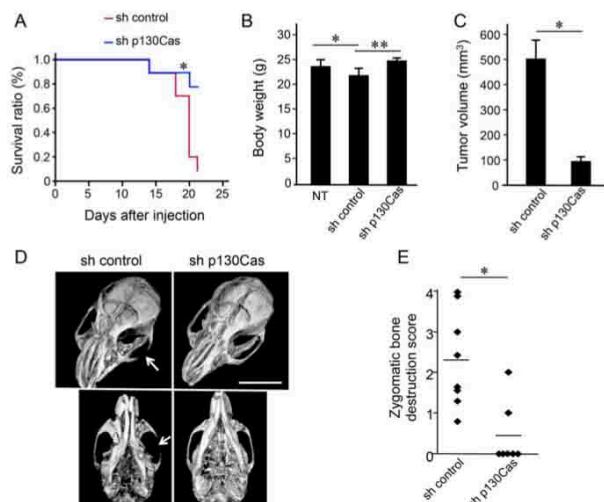 A
sh control
sh p130Cas
Survival ratio (%)
1.0
0.8
0.6
0.4
0.2
*
0 5 10 15 20 25
Days after injection
B
Body weight (g)
30
25
20
15
10
5
0
* **
NT
sh control
sh p130Cas
C
Tumor volume (mm³)
600
500
400
300
200
100
0
*
sh control
sh p130Cas
D
sh control
sh p130Cas
E
Zygomatic bone
destruction score
4
3
2
1
0
*
sh control
sh p130Cas